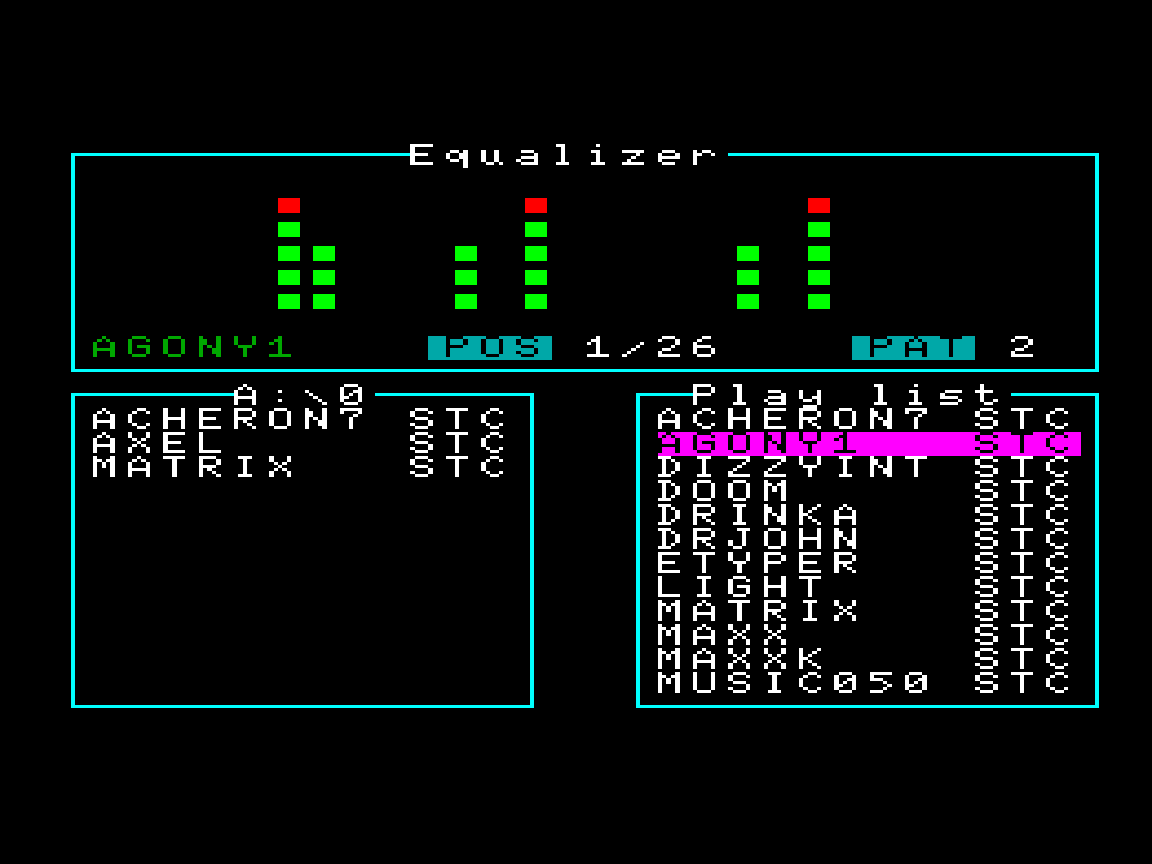 Equalizer
AGONY1 POS 1/26 PAT 2
A:\0
ACHERON7 STC
AXEL STC
MATRIX STC
Play list
ACHERON7 STC
AGONY1 STC
DIZZYINT STC
DOOM STC
DRINKA STC
DRJOHN STC
ETYPER STC
LIGHT STC
MATRIX STC
MAXX STC
MAXXK STC
MUSIC050 STC